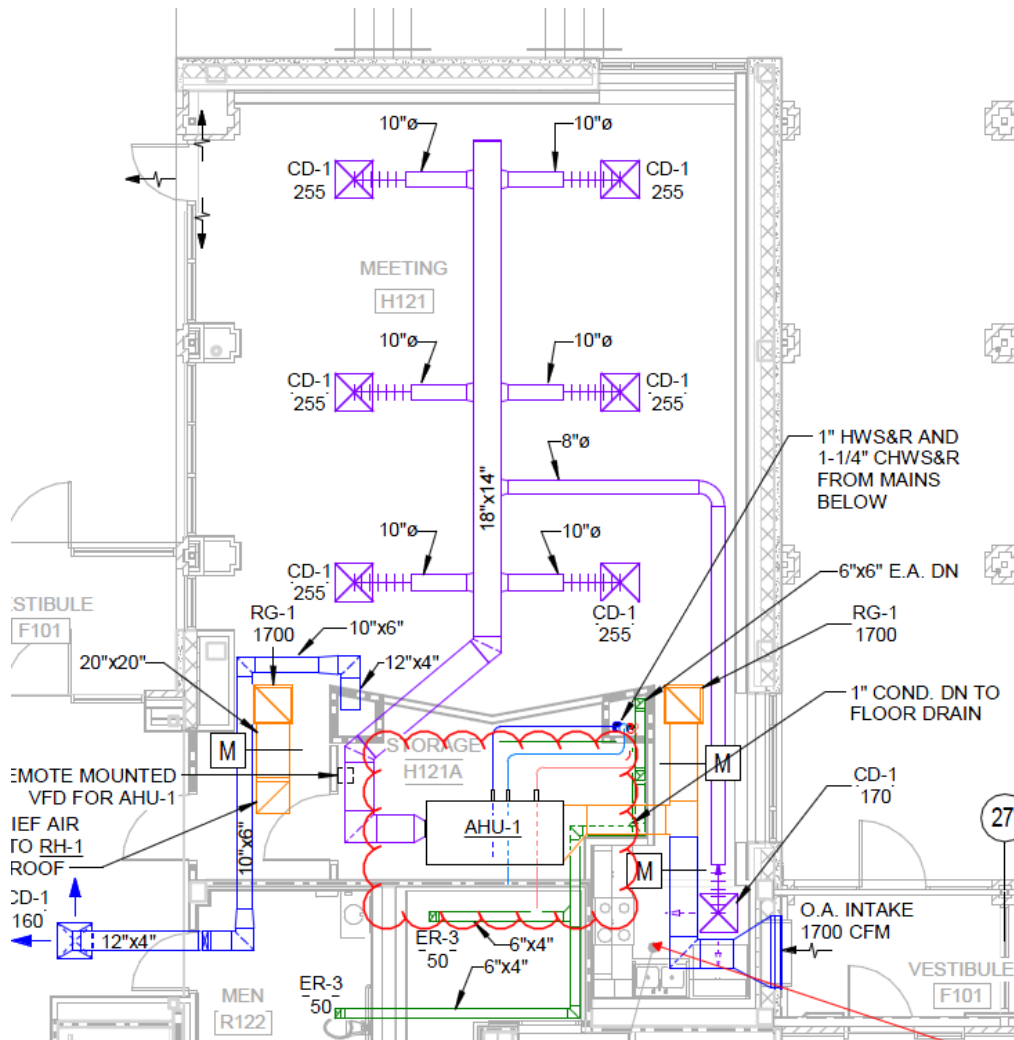 10"ø
10"ø
CD-1
255
CD-1
255
MEETING
H121
10"ø
10"ø
CD-1
255
CD-1
255
1" HWS&R AND
1-1/4" CHWS&R
FROM MAINS
BELOW
8"ø
18"x14"
10"ø
10"ø
CD-1
255
CD-1
255
6"x6" E.A. DN
ESTIBULE
F101
RG-1
1700
10"x6"
RG-1
1700
20"x20"
12"x4"
1" COND. DN TO
FLOOR DRAIN
M
STORAGE
H121A
M
EMOTE MOUNTED
VFD FOR AHU-1
CD-1
170
IEF AIR
TO RH-1
ROOF
10"x6"
AHU-1
27
M
CD-1
160
12"x4"
O.A. INTAKE
1700 CFM
ER-3
50
6"x4"
6"x4"
ER-3
50
MEN
R122
VESTIBULE
F101